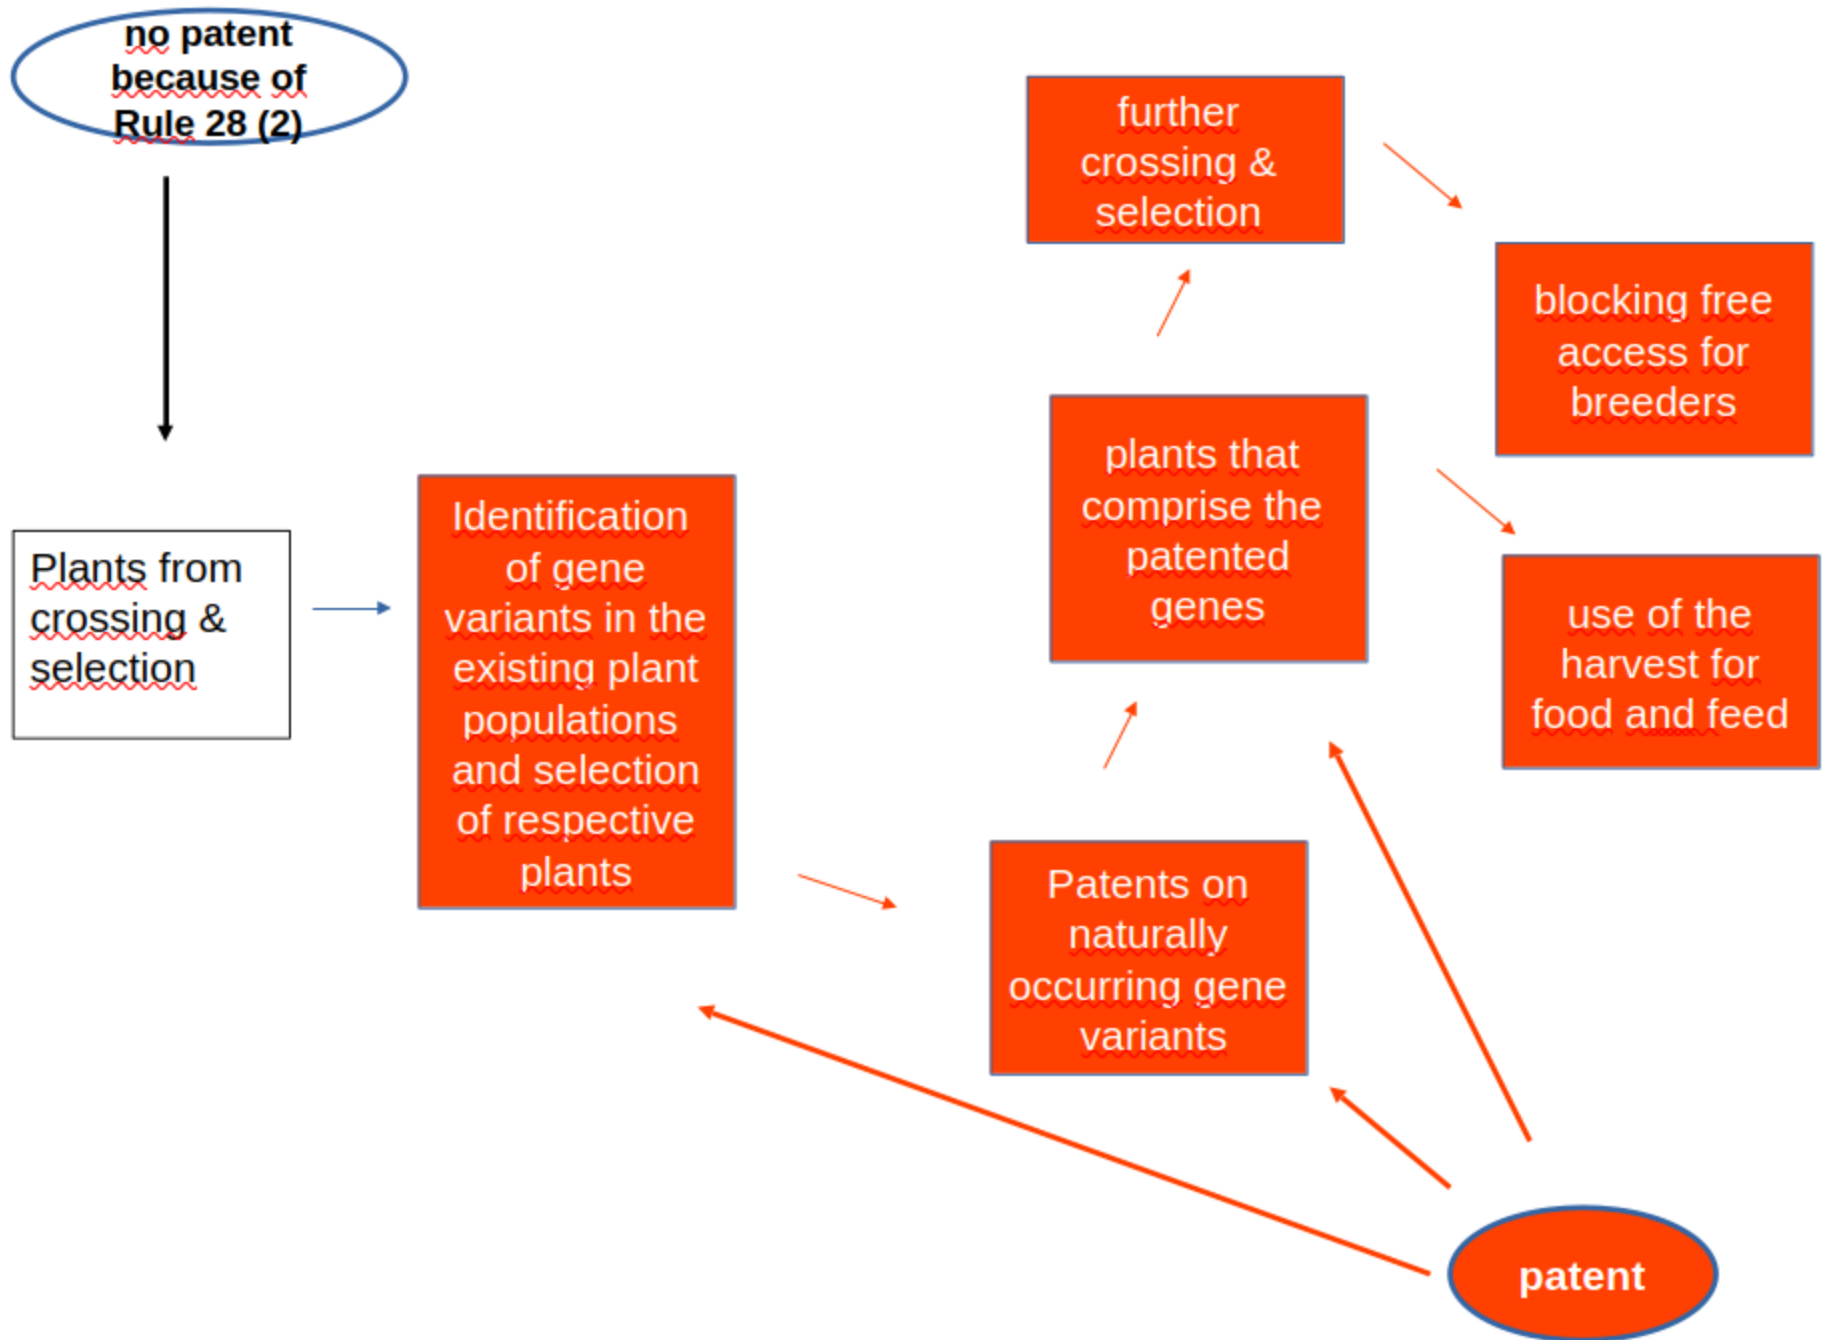 no patent
because of
Rule 28 (2)
Plants from
crossing &
selection
Identification
of gene
variants in the
existing plant
populations
and selection
of respective
plants
Patents on
naturally
occurring gene
variants
plants that
comprise the
patented
genes
further
crossing &
selection
blocking free
access for
breeders
use of the
harvest for
food and feed
patent